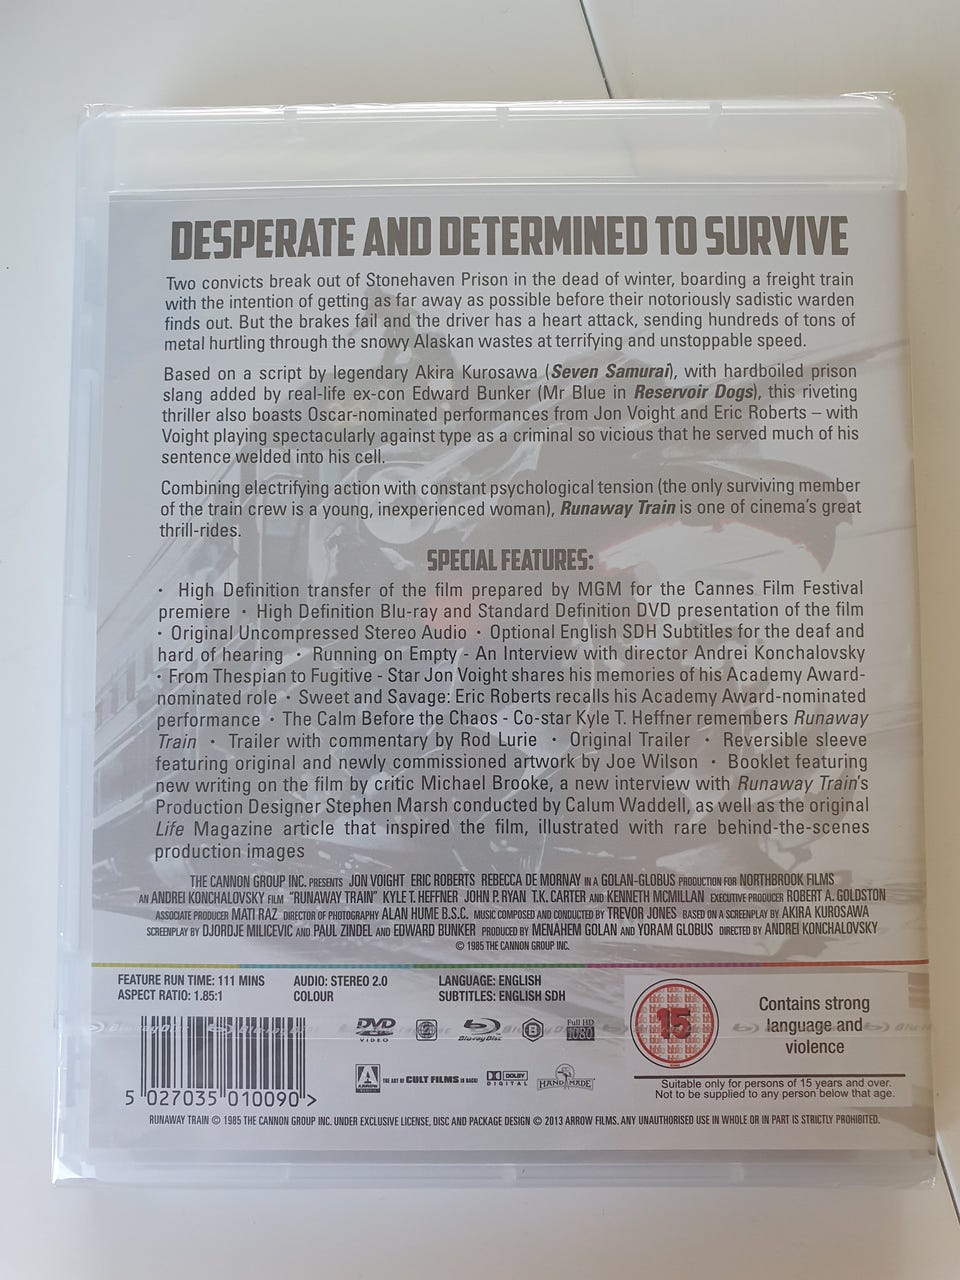 DESPERATE AND DETERMINED TO SURVIVE
Two convicts break out of Stonehaven Prison in the dead of winter, boarding a freight train
with the intention of getting as far away as possible before their notoriously sadistic warden
finds out. But the brakes fail and the driver has a heart attack, sending hundreds of tons of
metal hurtling through the snowy Alaskan wastes at terrifying and unstoppable speed.
Based on a script by legendary Akira Kurosawa (Seven Samurai), with hardboiled prison
slang added by real-life ex-con Edward Bunker (Mr Blue in Reservoir Dogs), this riveting
thriller also boasts Oscar-nominated performances from Jon Voight and Eric Roberts – with
Voight playing spectacularly against type as a criminal so vicious that he served much of his
sentence welded into his cell.
Combining electrifying action with constant psychological tension (the only surviving member
of the train crew is a young, inexperienced woman), Runaway Train is one of cinema's great
thrill-rides.
SPECIAL FEATURES:
· High Definition transfer of the film prepared by MGM for the Cannes Film Festival
premiere · High Definition Blu-ray and Standard Definition DVD presentation of the film
· Original Uncompressed Stereo Audio · Optional English SDH Subtitles for the deaf and
hard of hearing · Running on Empty - An Interview with director Andrei Konchalovsky
· From Thespian to Fugitive - Star Jon Voight shares his memories of his Academy Award-
nominated role · Sweet and Savage: Eric Roberts recalls his Academy Award-nominated
performance · The Calm Before the Chaos - Co-star Kyle T. Heffner remembers Runaway
Train · Trailer with commentary by Rod Lurie · Original Trailer · Reversible sleeve
featuring original and newly commissioned artwork by Joe Wilson · Booklet featuring
new writing on the film by critic Michael Brooke, a new interview with Runaway Train's
Production Designer Stephen Marsh conducted by Calum Waddell, as well as the original
Life Magazine article that inspired the film, illustrated with rare behind-the-scenes
production images
THE CANNON GROUP INC. PRESENTS JON VOIGHT ERIC ROBERTS REBECCA DE MORNAY IN A GOLAN-GLOBUS PRODUCTION FOR NORTHBROOK FILMS
AN ANDREI KONCHALOVSKY FILM "RUNAWAY TRAIN" KYLE T. HEFFNER JOHN P. RYAN T.K. CARTER AND KENNETH MCMILLAN EXECUTIVE PRODUCER ROBERT A. GOLDSTON
ASSOCIATE PRODUCER MATI RAZ DIRECTOR OF PHOTOGRAPHY ALAN HUME B.S.C. MUSIC COMPOSED AND CONDUCTED BY TREVOR JONES BASED ON A SCREENPLAY BY AKIRA KUROSAWA
SCREENPLAY BY DJORDJE MILICEVIC AND PAUL ZINDEL AND EDWARD BUNKER PRODUCED BY MENAHEM GOLAN AND YORAM GLOBUS DIRECTED BY ANDREI KONCHALOVSKY
© 1985 THE CANNON GROUP INC.
FEATURE RUN TIME: 111 MINS AUDIO: STEREO 2.0 LANGUAGE: ENGLISH
ASPECT RATIO: 1.85:1 COLOUR SUBTITLES: ENGLISH SDH
DVD VIDEO Blu-ray Disc B Full HD 1080
15
Contains strong
language and
violence
ARROW VIDEO THE ART OF CULT FILMS IS BACK! DOLBY DIGITAL HAND MADE
Suitable only for persons of 15 years and over.
Not to be supplied to any person below that age.
5 027035 010090 >
RUNAWAY TRAIN © 1985 THE CANNON GROUP INC. UNDER EXCLUSIVE LICENSE, DISC AND PACKAGE DESIGN © 2013 ARROW FILMS. ANY UNAUTHORISED USE IN WHOLE OR IN PART IS STRICTLY PROHIBITED.